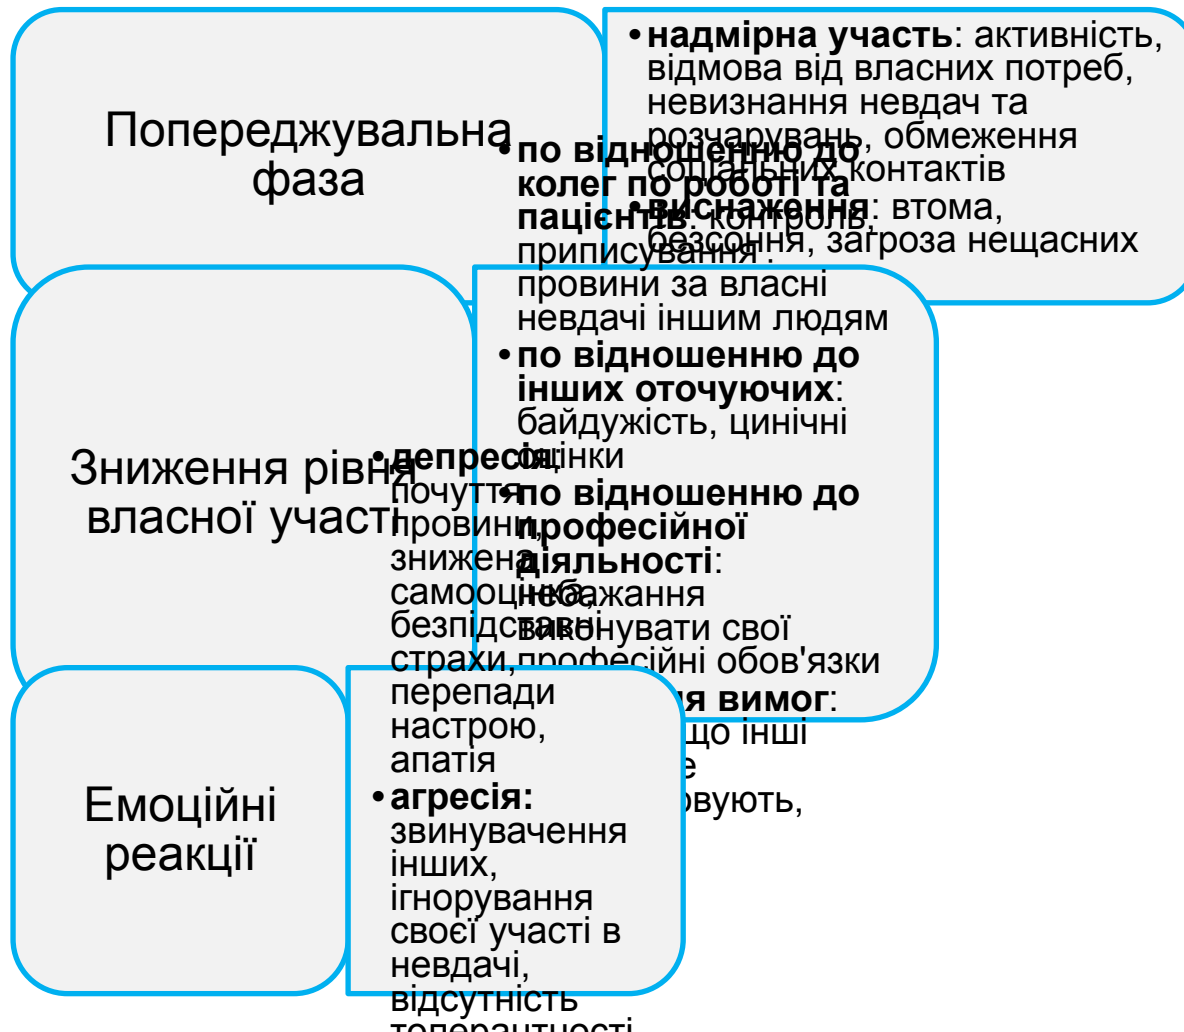 Попереджувальна
фаза
•надмірна участь: активність,
відмова від власних потреб,
невизнання невдач та
розчарувань, обмеження
соціальних контактів
•виснаження: втома,
безсоння, загроза нещасних
Зниження рівня
власної участі
•по відношенню до
колег по роботі та
пацієнтів: контроль,
приписування
провини за власні
невдачі іншим людям
•по відношенню до
інших оточуючих:
байдужість, цинічні
оцінки
•по відношенню до
професійної
діяльності:
небажання
виконувати свої
професійні обов'язки
вимог:
що інші
Емоційні
реакції
•депресія:
почуття
провини,
знижена
самооцінка,
безпідставні
страхи,
перепади
настрою,
апатія
•агресія:
звинувачення
інших,
ігнорування
своєї участі в
невдачі,
відсутність
толерантності